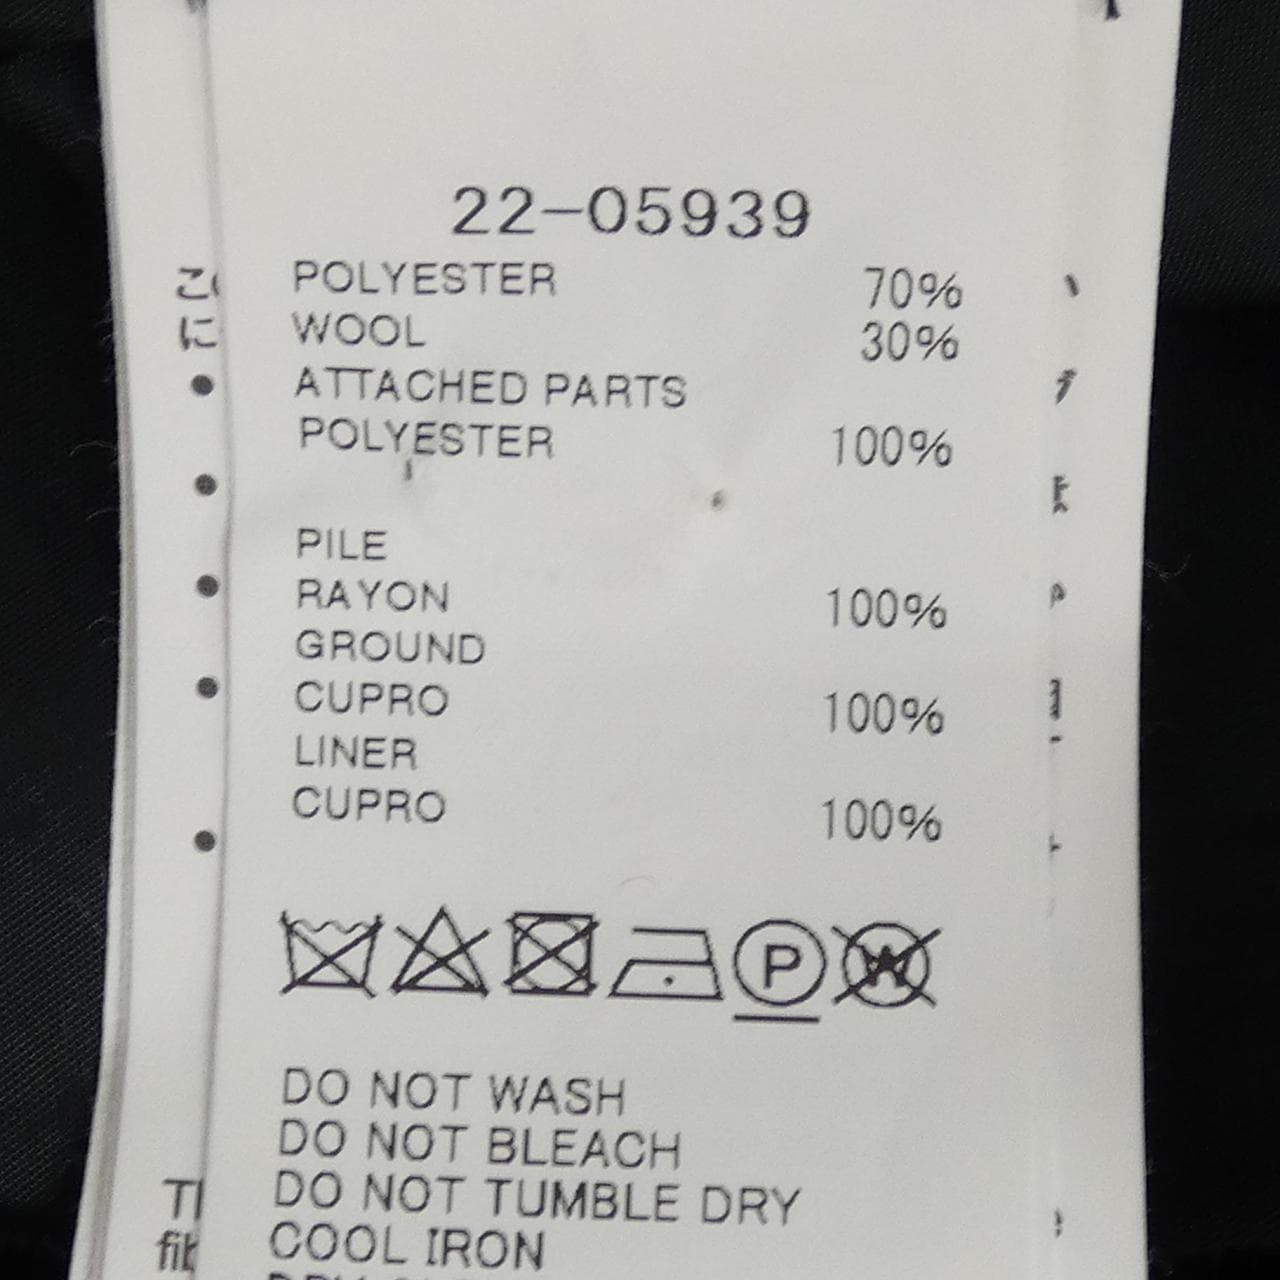 22-05939
POLYESTER 70%
WOOL 30%
ATTACHED PARTS
POLYESTER 100%
PILE
RAYON 100%
GROUND
CUPRO 100%
LINER
CUPRO 100%
P W
DO NOT WASH
DO NOT BLEACH
DO NOT TUMBLE DRY
COOL IRON
に